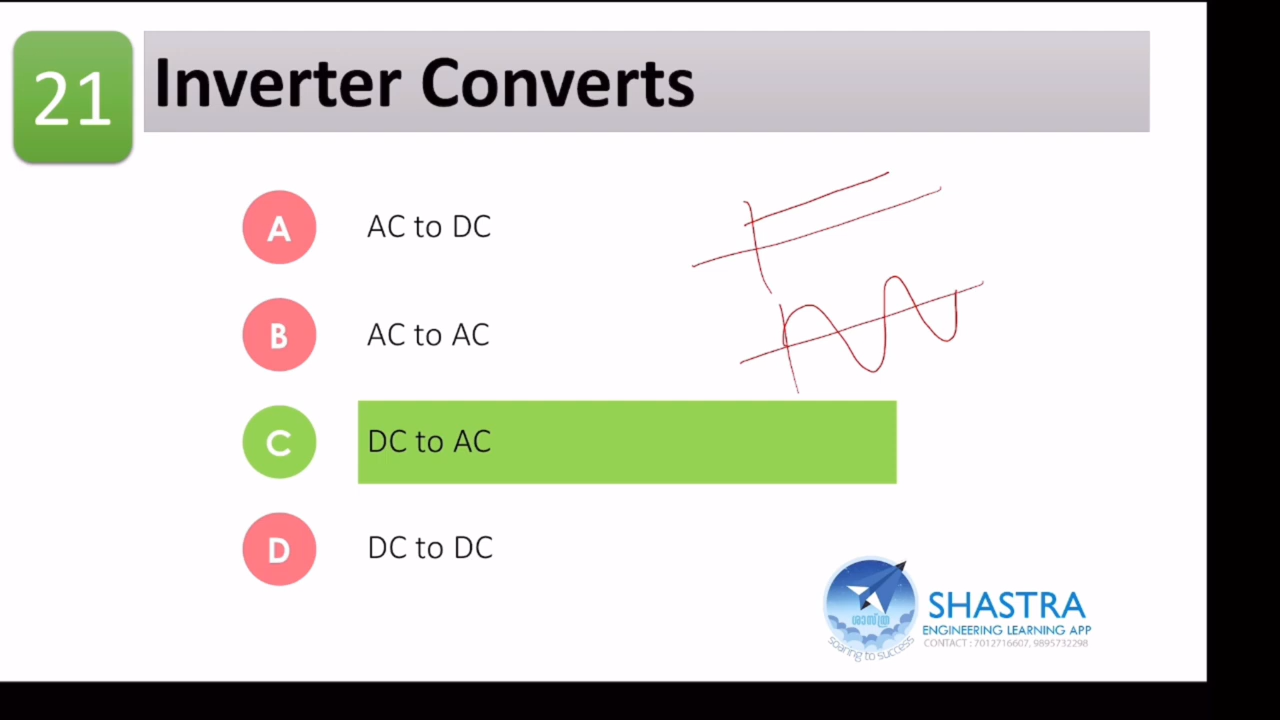 21
Inverter Converts
A
AC to DC
B
AC to AC
C
DC to AC
D
DC to DC
ശാസ്ത്ര
soaring to success
SHASTRA
ENGINEERING LEARNING APP
CONTACT : 7012716607, 9895732298